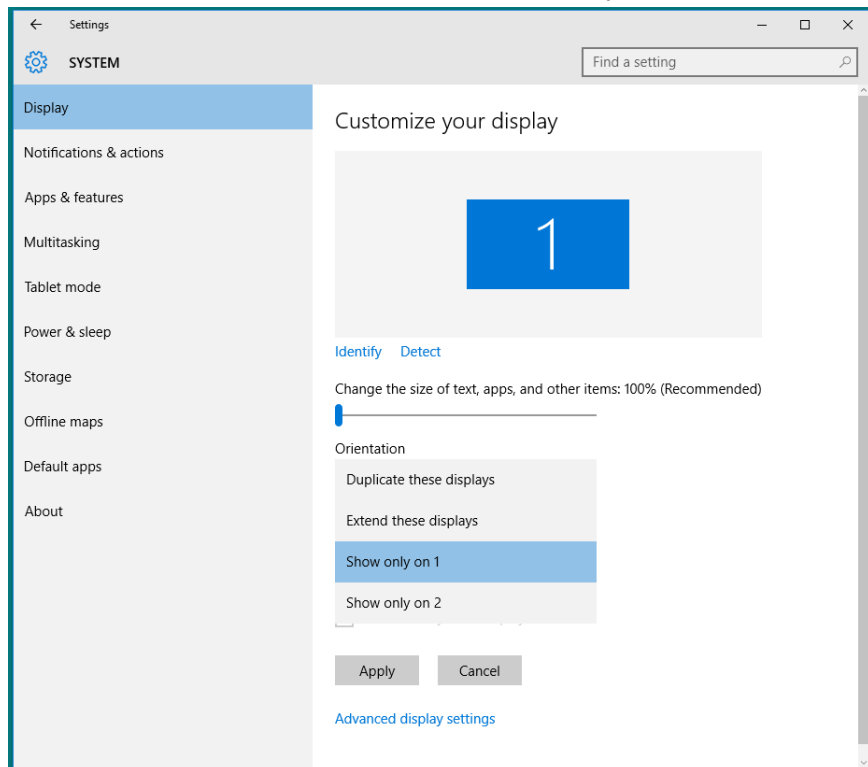 Settings
SYSTEM
Find a setting
Display
Notifications & actions
Apps & features
Multitasking
Tablet mode
Power & sleep
Storage
Offline maps
Default apps
About
Customize your display
1
Identify Detect
Change the size of text, apps, and other items: 100% (Recommended)
Orientation
Duplicate these displays
Extend these displays
Show only on 1
Show only on 2
Apply Cancel
Advanced display settings